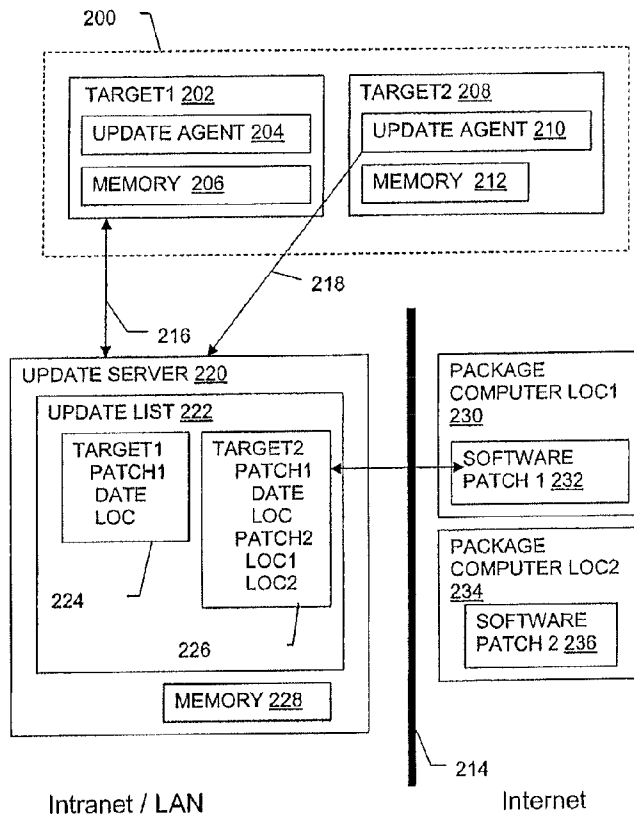 200
TARGET1 202
UPDATE AGENT 204
MEMORY 206
TARGET2 208
UPDATE AGENT 210
MEMORY 212
218
216
UPDATE SERVER 220
UPDATE LIST 222
TARGET1
PATCH1
DATE
LOC
TARGET2
PATCH1
DATE
LOC
PATCH2
LOC1
LOC2
224
226
MEMORY 228
PACKAGE
COMPUTER LOC1
230
SOFTWARE
PATCH 1 232
PACKAGE
COMPUTER LOC2
234
SOFTWARE
PATCH 2 236
214
Intranet / LAN
Internet